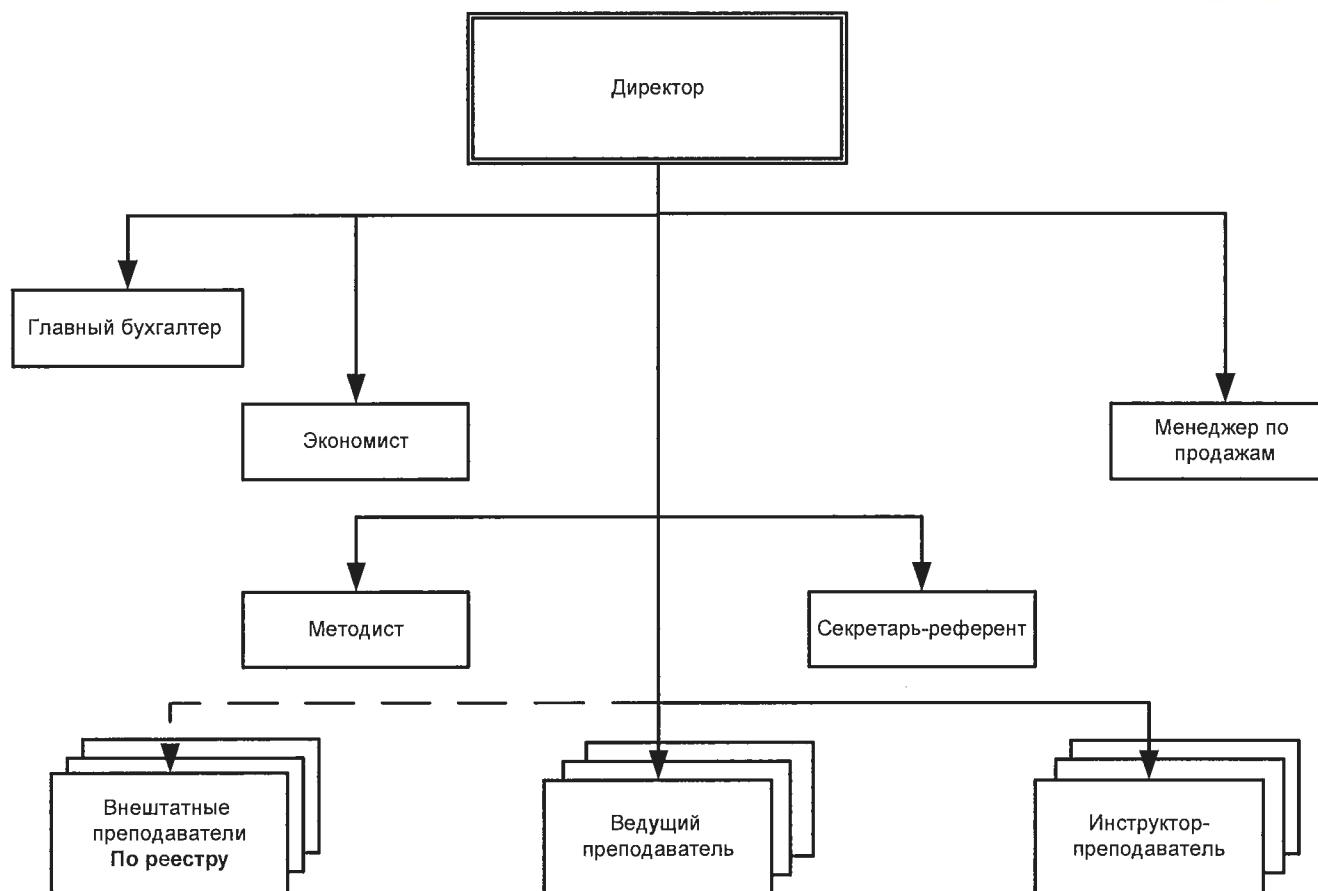 Директор
Главный бухгалтер
Экономист
Менеджер по
продажам
Методист
Секретарь-референт
Внештатные
преподаватели
По реестру
Ведущий
преподаватель
Инструктор-
преподаватель